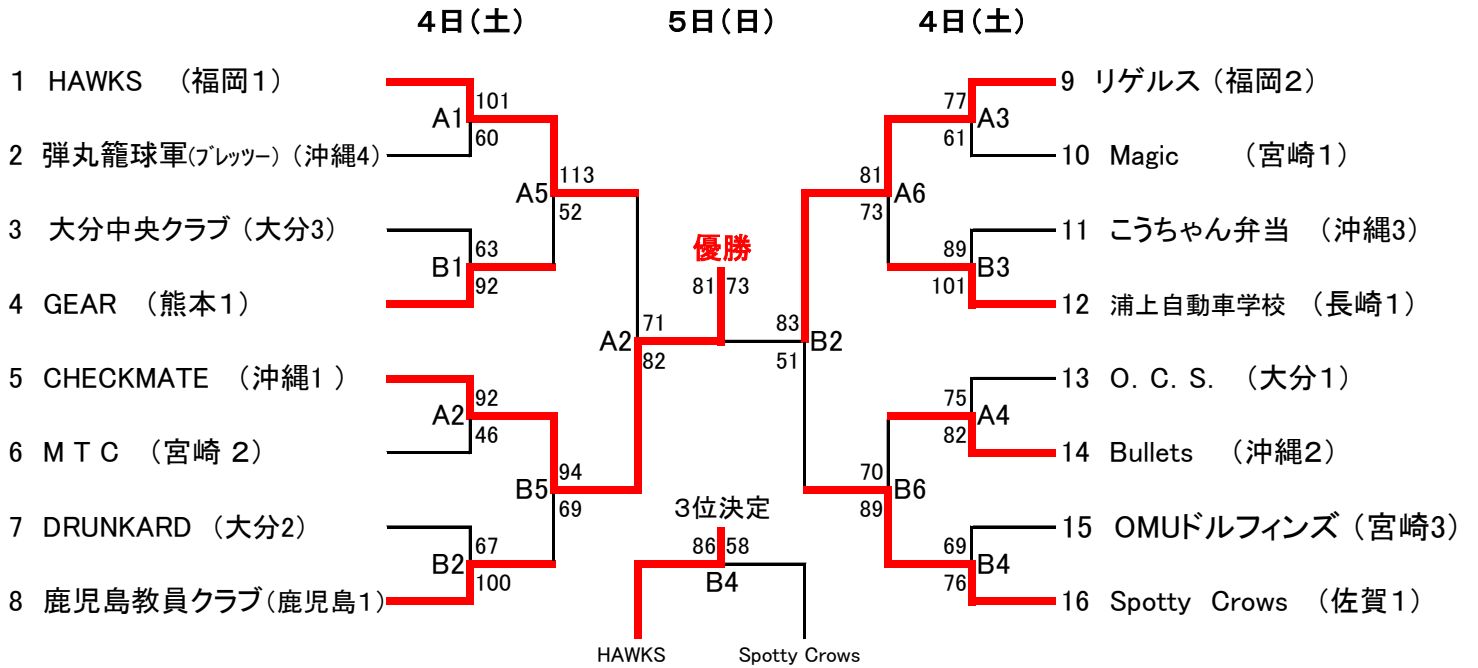 4日(土) 5日(日) 4日(土)
1 HAWKS (福岡1)
101
A1
60
2 弾丸籠球軍(ブレッツー) (沖縄4)
113
A5
52
3 大分中央クラブ (大分3)
63
B1
92
4 GEAR (熊本1)
71
A2
82
5 CHECKMATE (沖縄1)
92
A2
46
6 MTC (宮崎 2)
94
B5
69
7 DRUNKARD (大分2)
67
B2
100
8 鹿児島教員クラブ(鹿児島1)
優勝
81 73
3位決定
86 58
B4
HAWKS Spotty Crows
9 リゲルス (福岡2)
77
A3
61
10 Magic (宮崎1)
81
A6
73
11 こうちゃん弁当 (沖縄3)
89
B3
101
12 浦上自動車学校 (長崎1)
83
B2
51
13 O. C. S. (大分1)
75
A4
82
14 Bullets (沖縄2)
70
B6
89
15 OMUドルフィンズ (宮崎3)
69
B4
76
16 Spotty Crows (佐賀1)